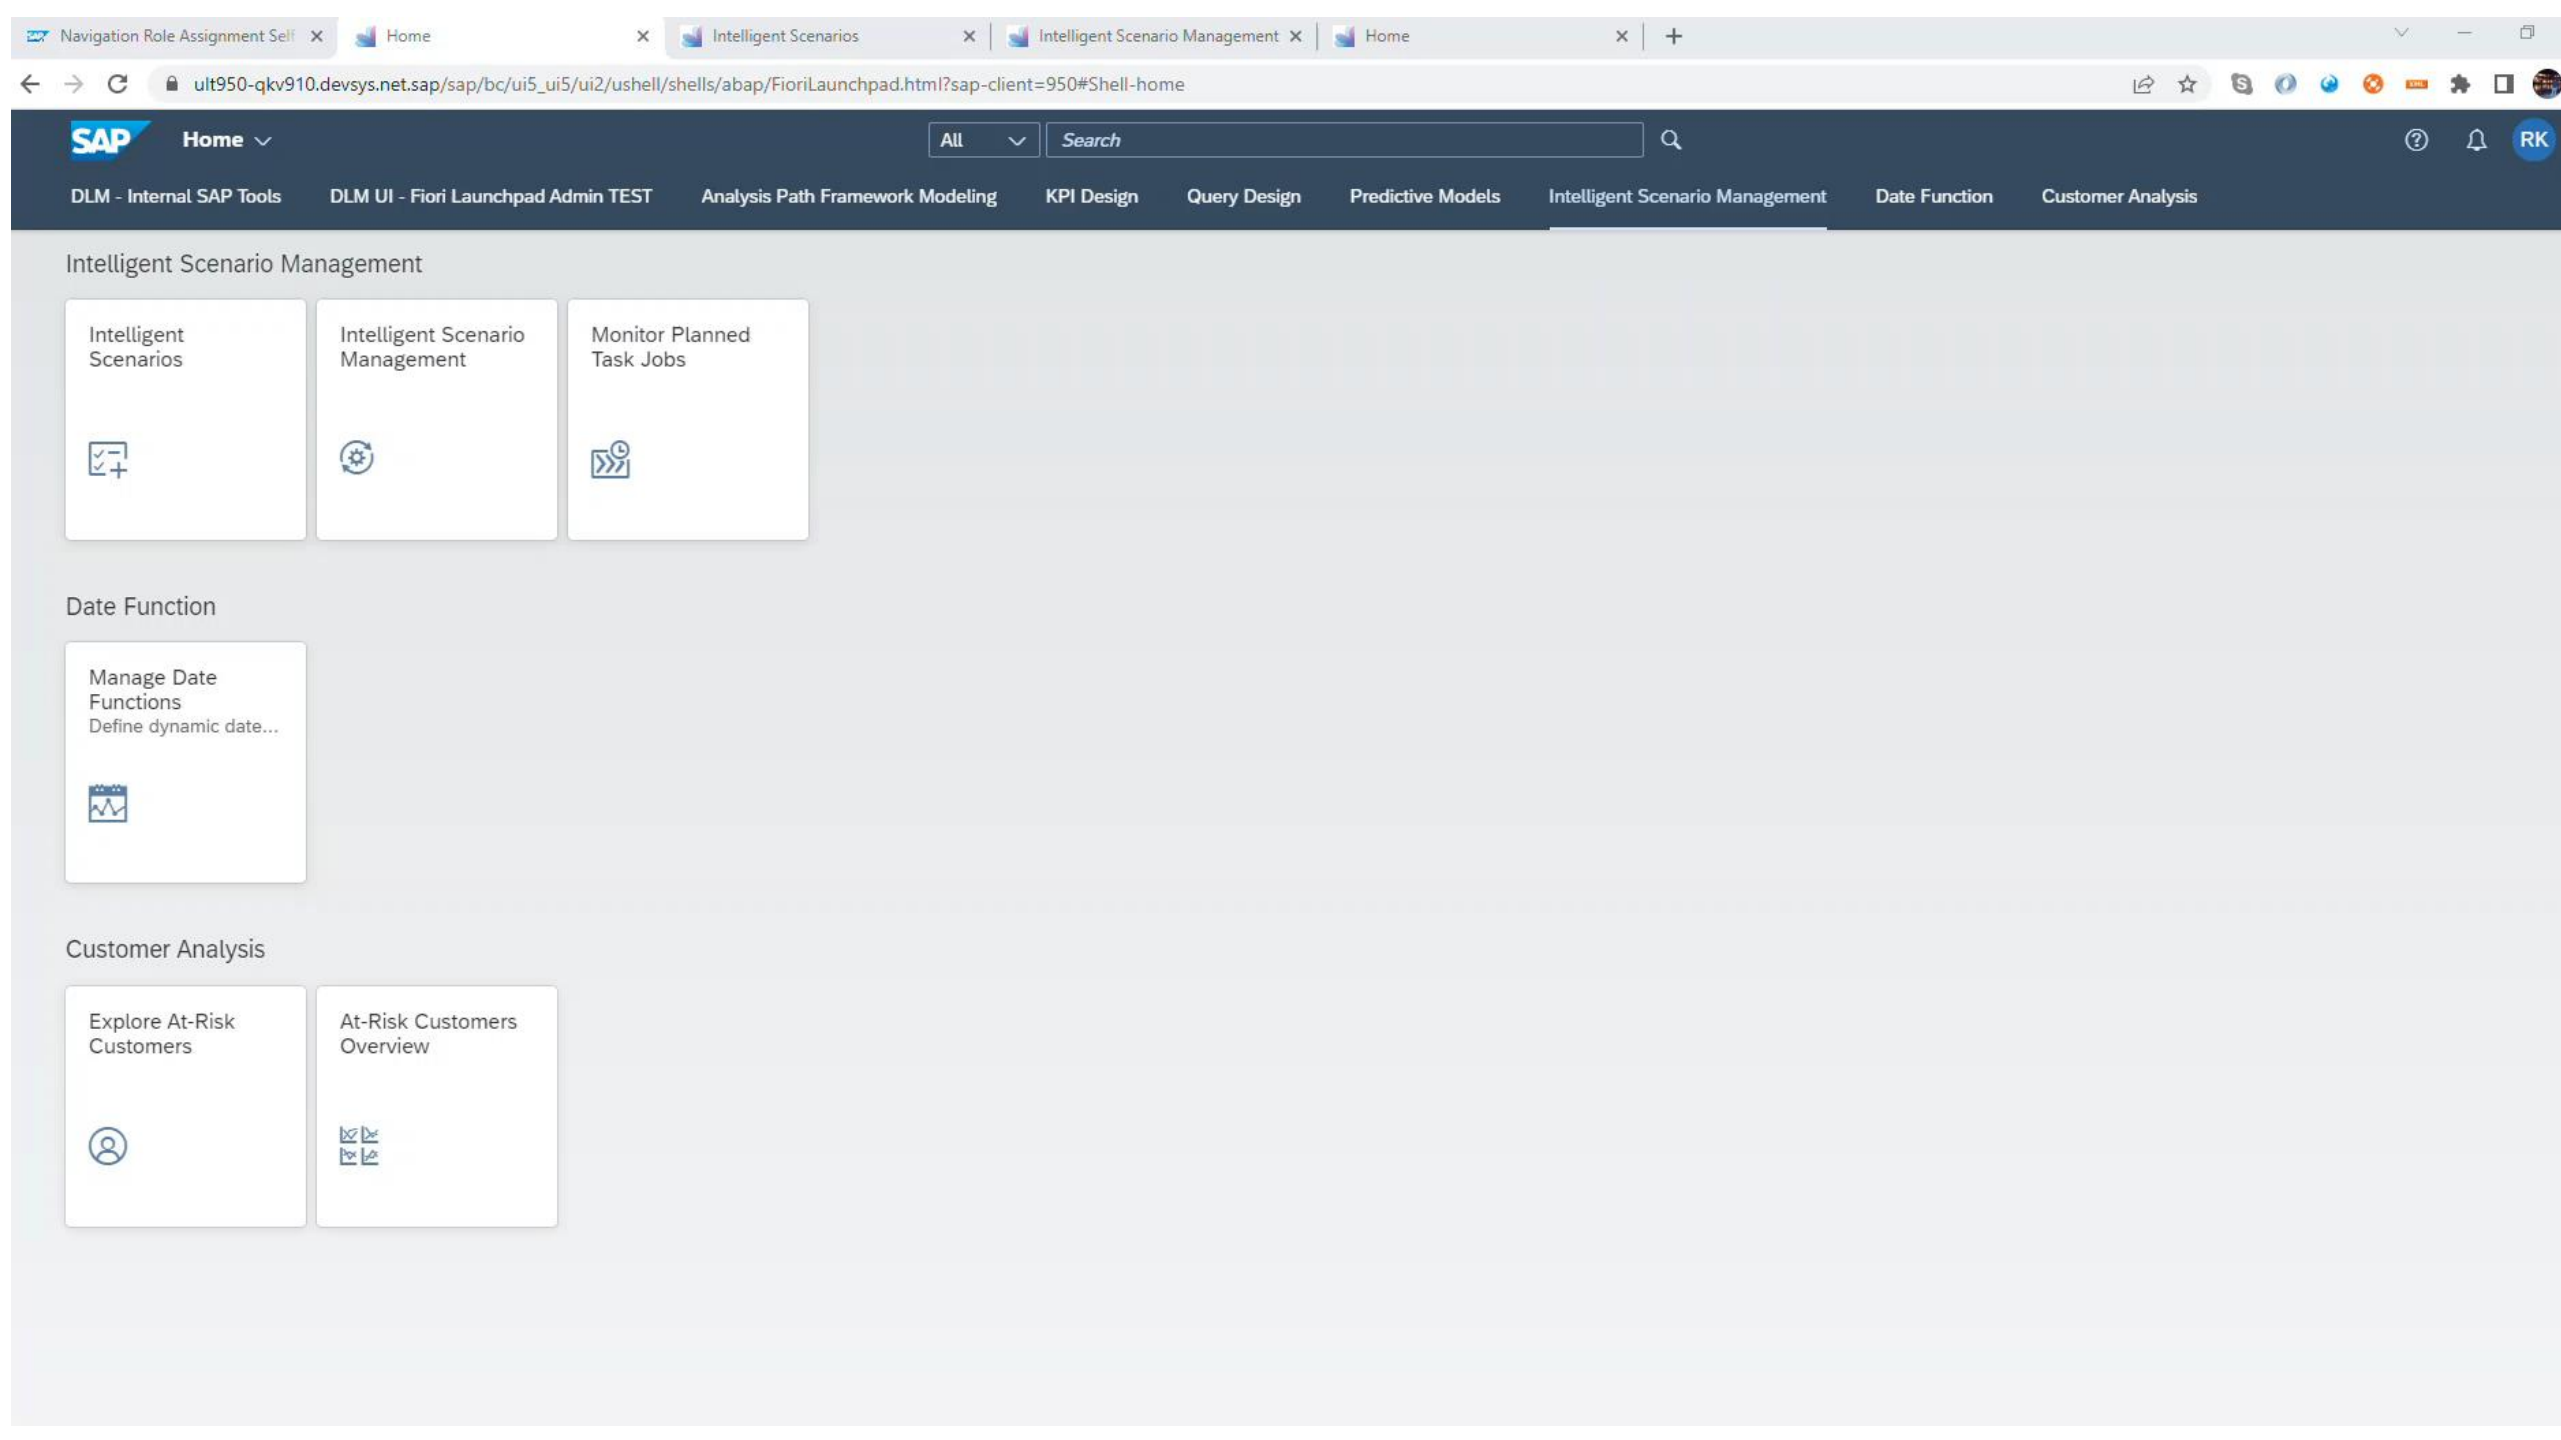 Navigation Role Assignment Self
Home
Intelligent Scenarios
Intelligent Scenario Management
Home
ult950-qkv910.devsys.net.sap/sap/bc/ui5_ui5/ui2/ushell/shells/abap/FioriLaunchpad.html?sap-client=950#Shell-home
SAP
Home
All
Search
RK
DLM - Internal SAP Tools
DLM UI - Fiori Launchpad Admin TEST
Analysis Path Framework Modeling
KPI Design
Query Design
Predictive Models
Intelligent Scenario Management
Date Function
Customer Analysis
Intelligent Scenario Management
Intelligent
Scenarios
Intelligent Scenario
Management
Monitor Planned
Task Jobs
Date Function
Manage Date
Functions
Define dynamic date...
Customer Analysis
Explore At-Risk
Customers
At-Risk Customers
Overview